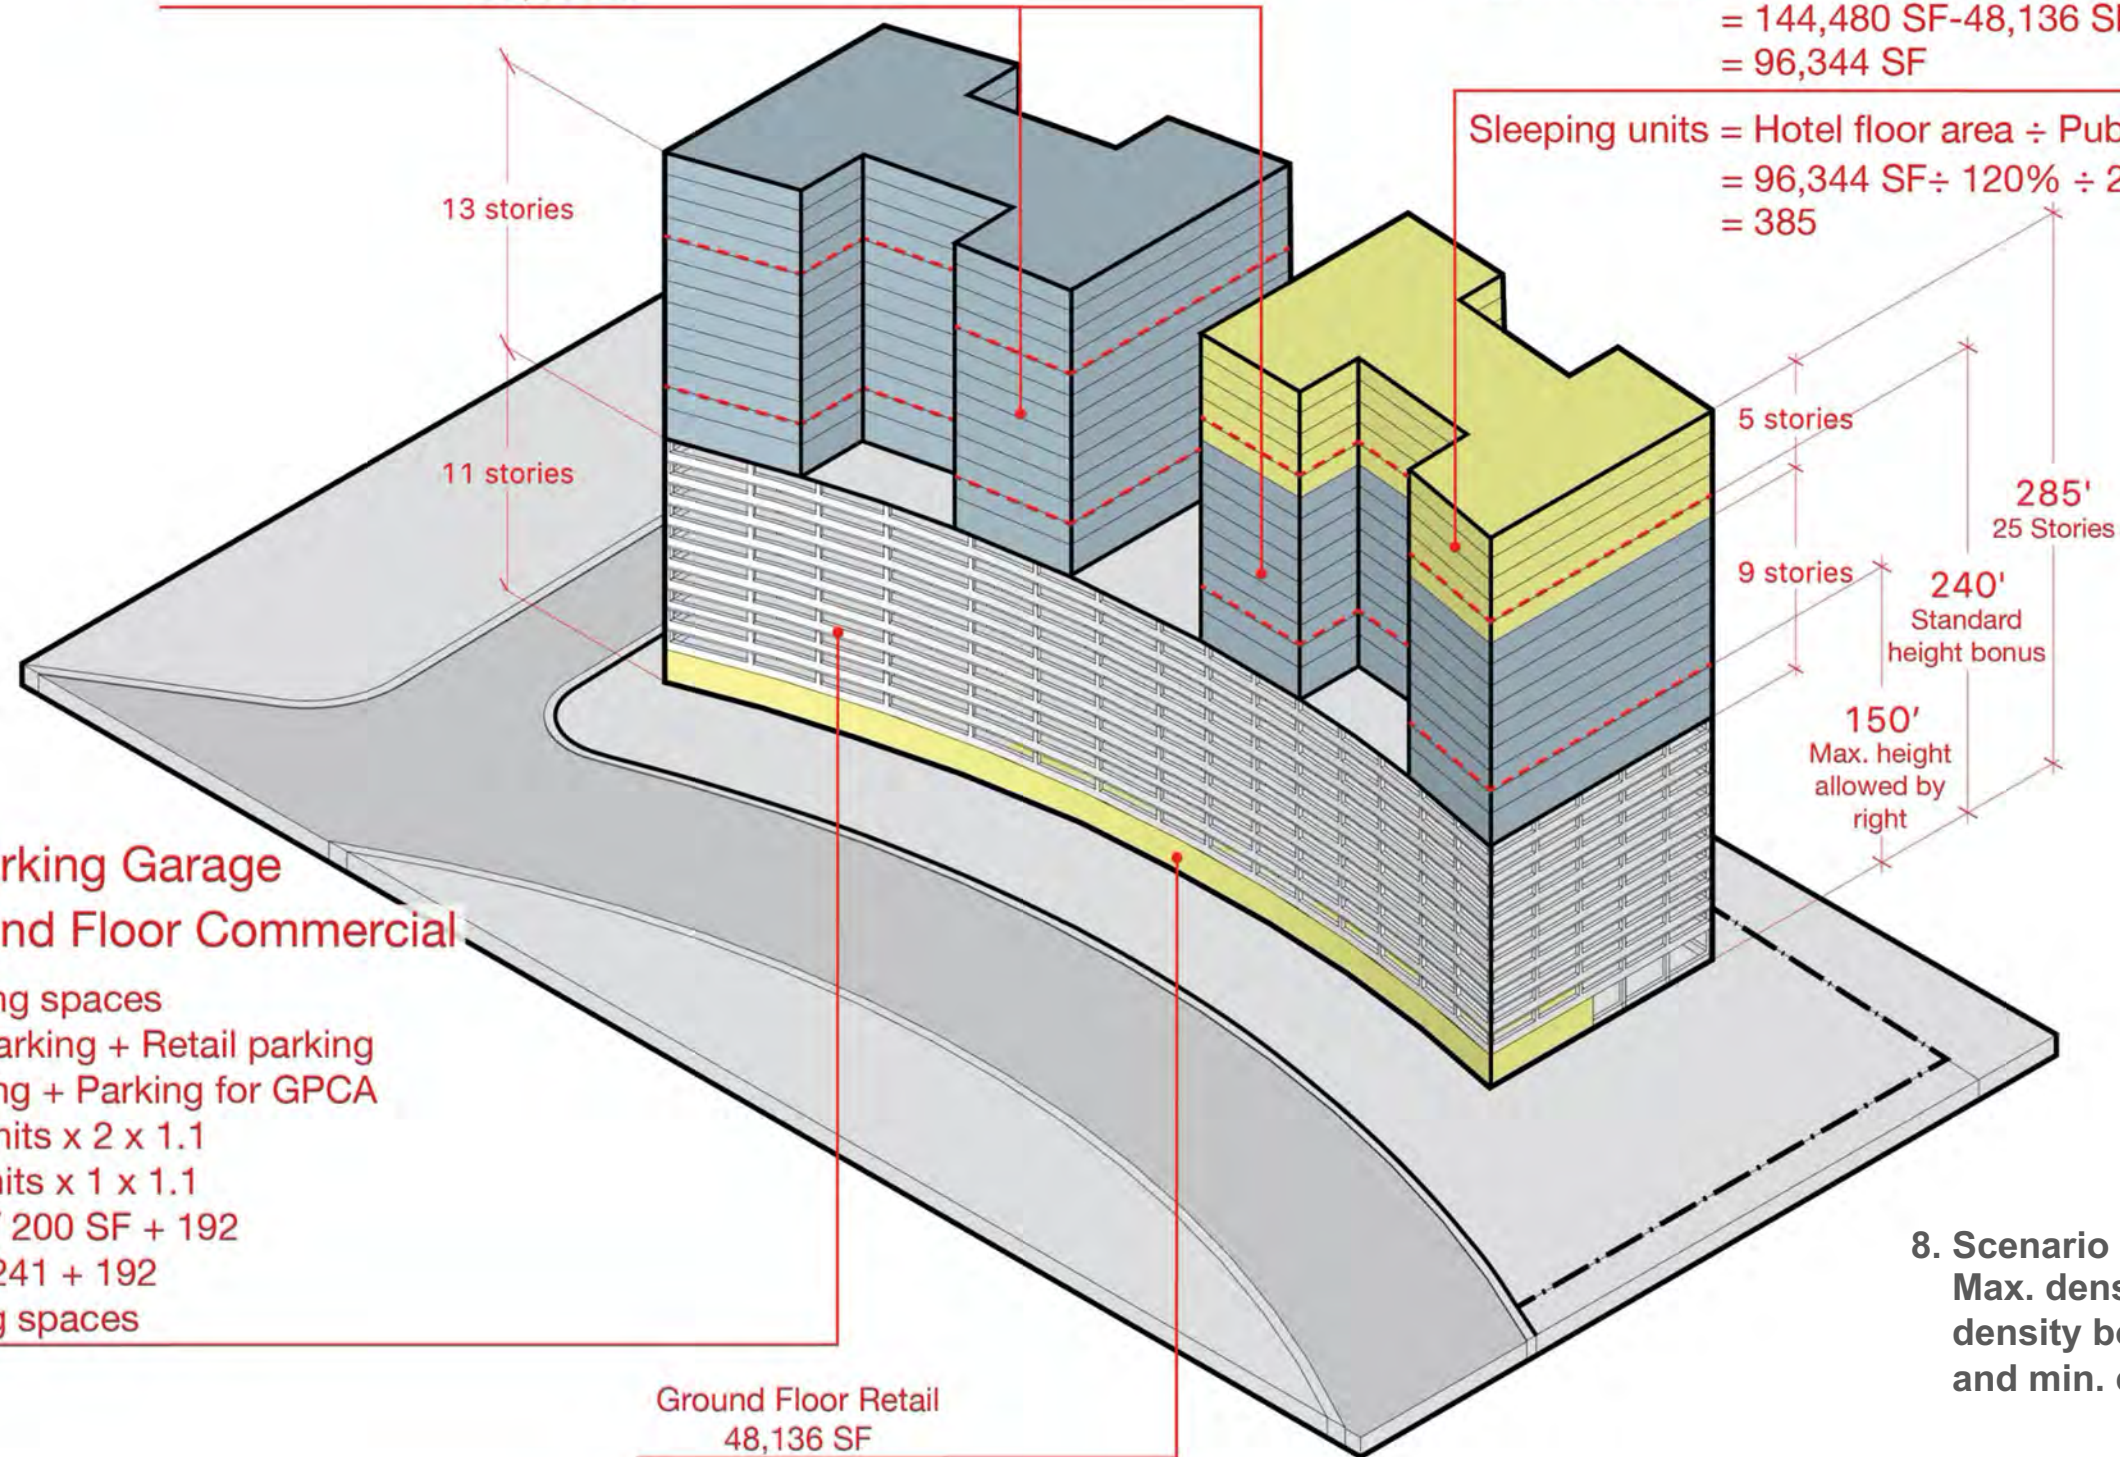 = 144,480 SF-48,136 S
= 96,344 SF
Sleeping units = Hotel floor area ÷ Pub
= 96,344 SF÷ 120% ÷ 2
= 385
13 stories
11 stories
5 stories
9 stories
285'
25 Stories
240'
Standard
height bonus
150'
Max. height
allowed by
right
rking Garage
nd Floor Commercial
ng spaces
arking + Retail parking
ng + Parking for GPCA
nits x 2 x 1.1
nits x 1 x 1.1
/ 200 SF + 192
241 + 192
g spaces
Ground Floor Retail
48,136 SF
8. Scenario
Max. dens
density b
and min.